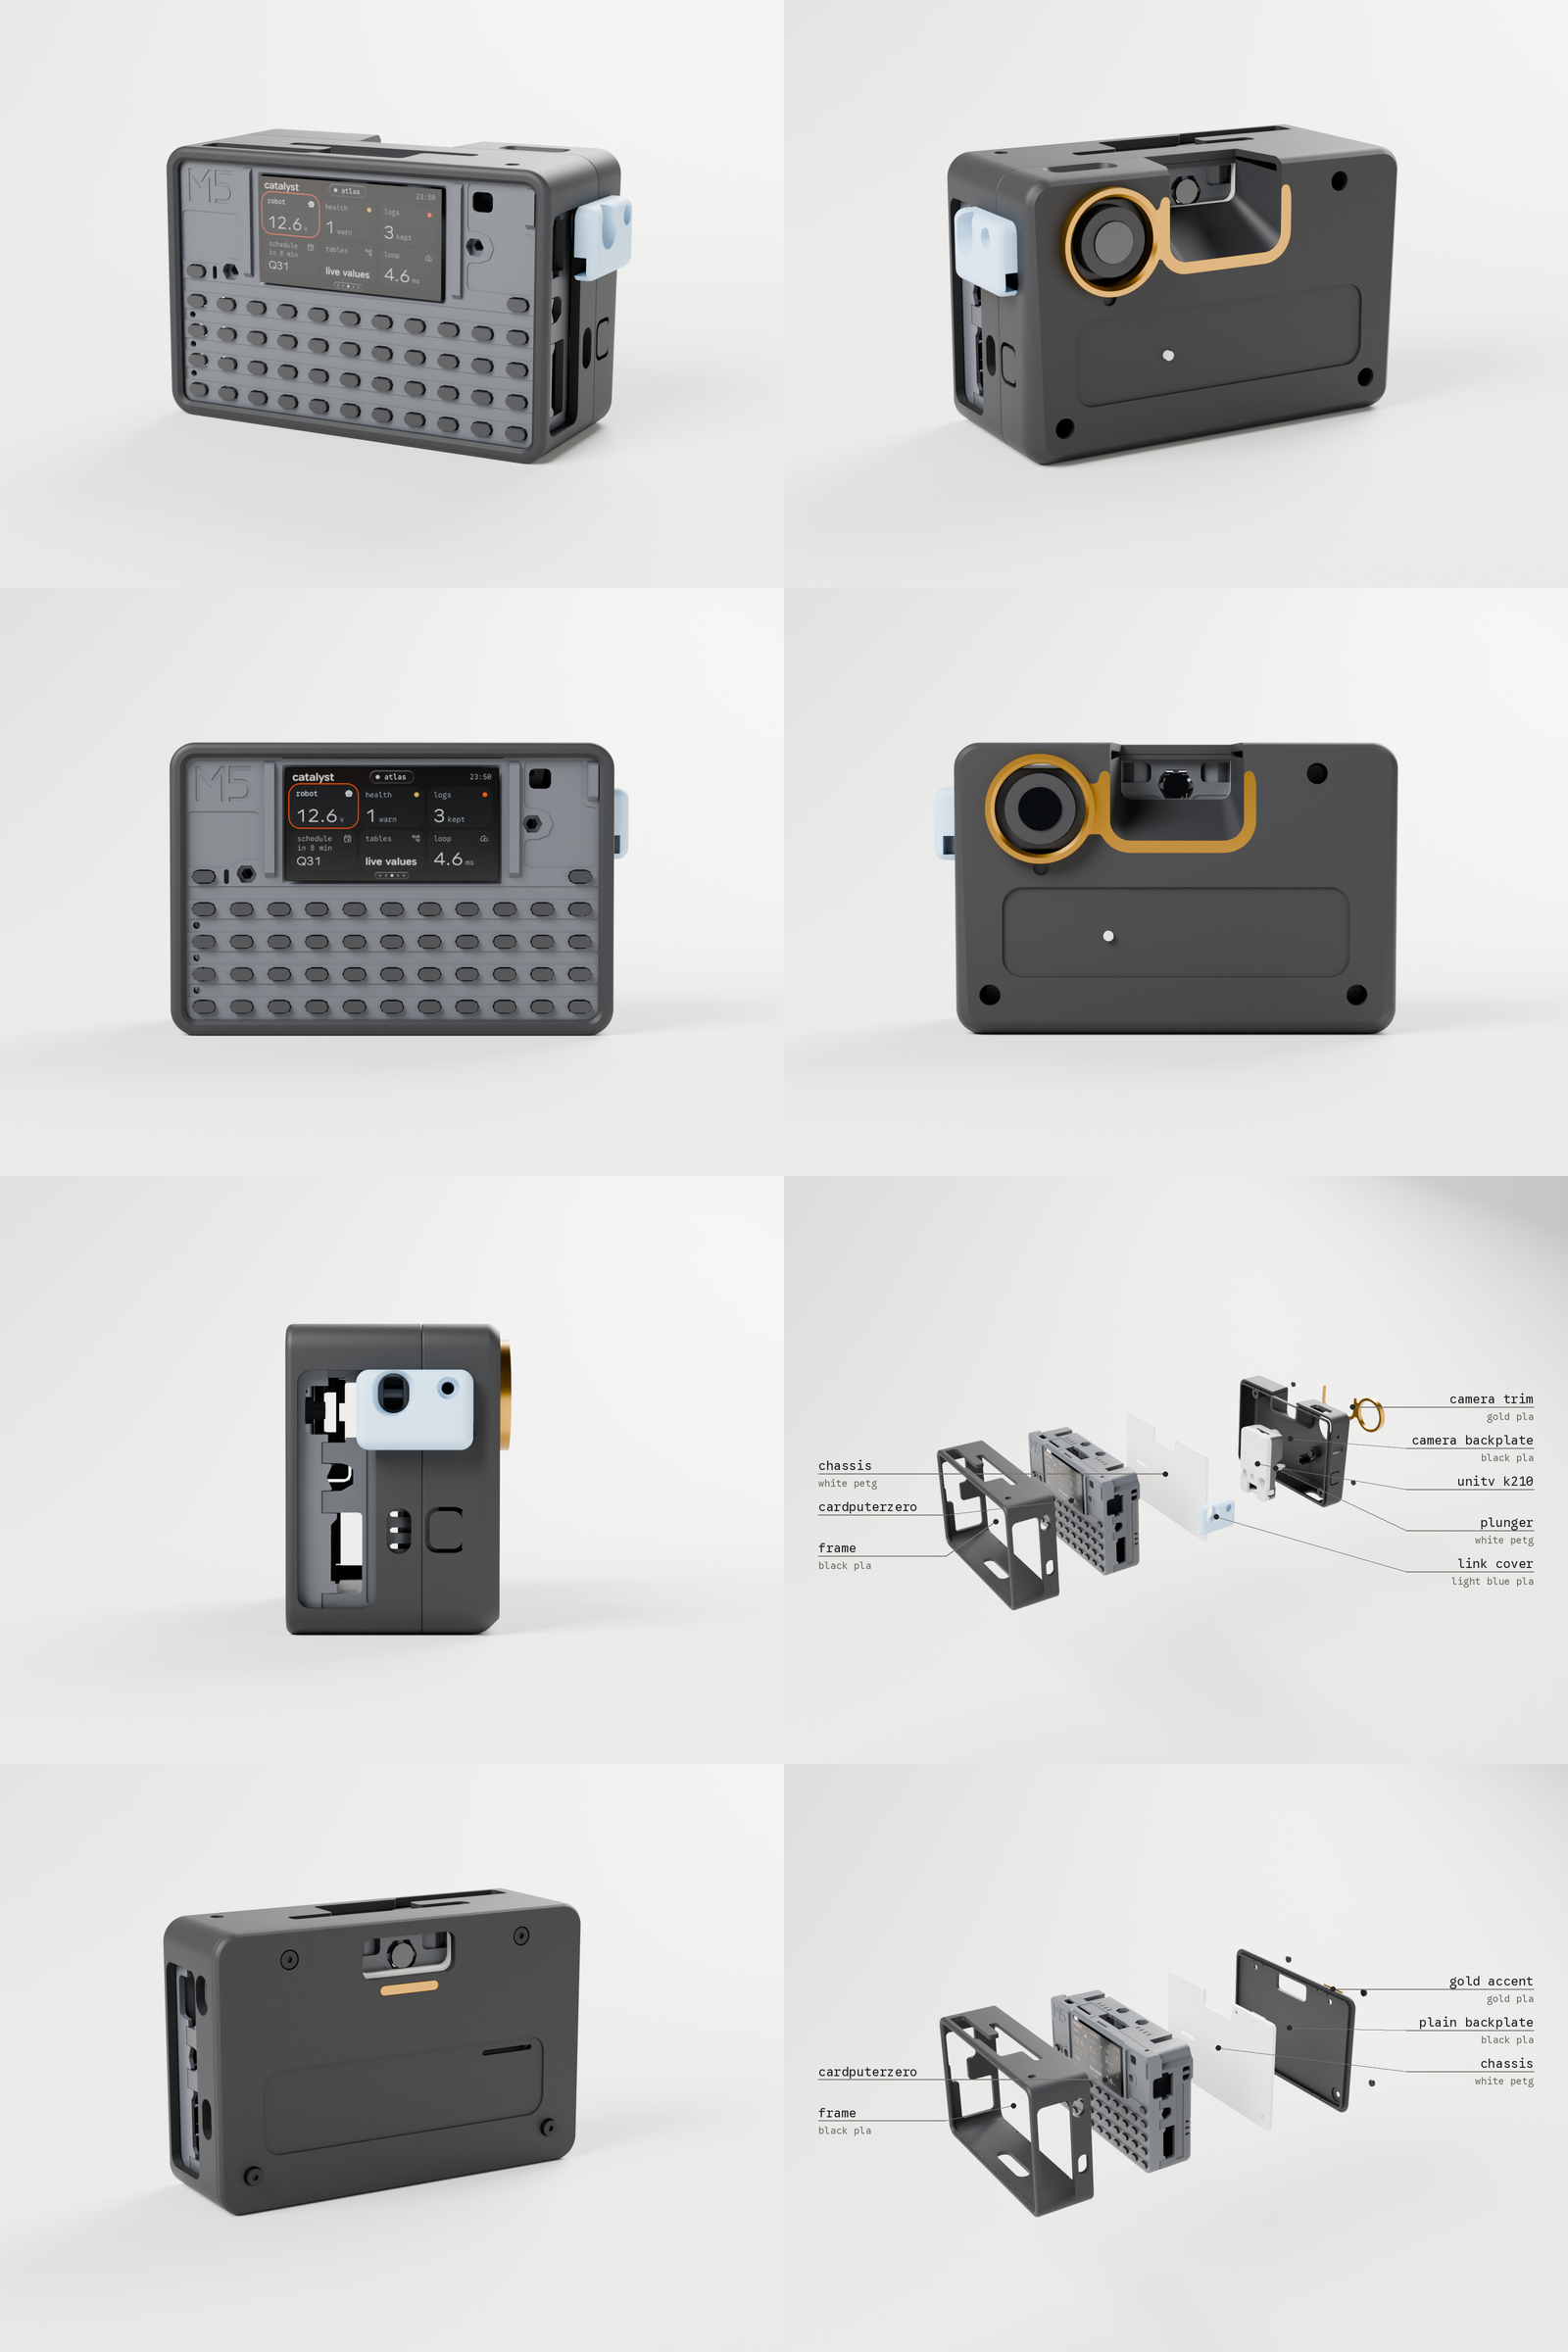 M5
catalyst
atlas
23:50
robot
health
logs
12.6 v
1 warn
3 kept
schedule
in 8 min
tables
loop
Q31
live values
4.6 ms
M5
catalyst
atlas
23:50
robot
health
logs
12.6 v
1 warn
3 kept
schedule
in 8 min
tables
loop
Q31
live values
4.6 ms
camera trim
gold pla
camera backplate
black pla
chassis
white petg
unitv k210
cardputerzero
plunger
white petg
frame
black pla
link cover
light blue pla
gold accent
gold pla
plain backplate
black pla
chassis
white petg
cardputerzero
frame
black pla